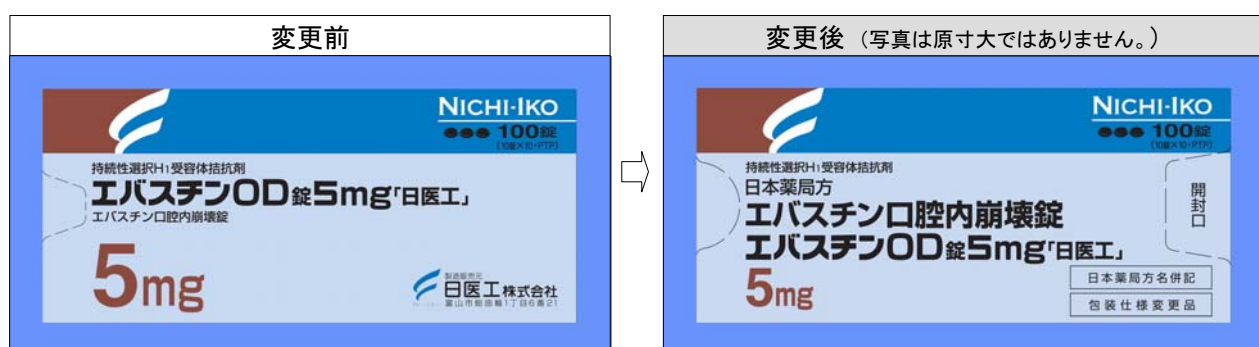 変更前
NICHI-IKO
100錠
(10錠×10・PTP)
持続性選択H1受容体拮抗剤
エバスチンOD錠5mg「日医工」
エバスチン口腔内崩壊錠
5mg
製造販売元
日医工株式会社
富山市総曲輪1丁目6番21
変更後 (写真は原寸大ではありません。)
NICHI-IKO
100錠
(10錠×10・PTP)
持続性選択H1受容体拮抗剤
日本薬局方
エバスチン口腔内崩壊錠
エバスチンOD錠5mg「日医工」
5mg
開封口
日本薬局方名併記
包装仕様変更品